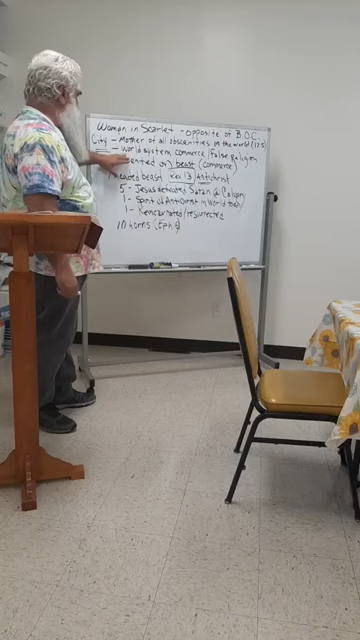 Woman in Scarlet - opposite of B.O.C.
City - Mother of all obscenities in the world (17:5)
- World system, commerce / false religion
on beast (commerce)
beast Rev 13 Antichrist
5 - Jesus defeated Satan @ Calvary
1 - Spirit of Antichrist in World today
1 - Reincarnated / resurrected
10 horns (Eph 6)